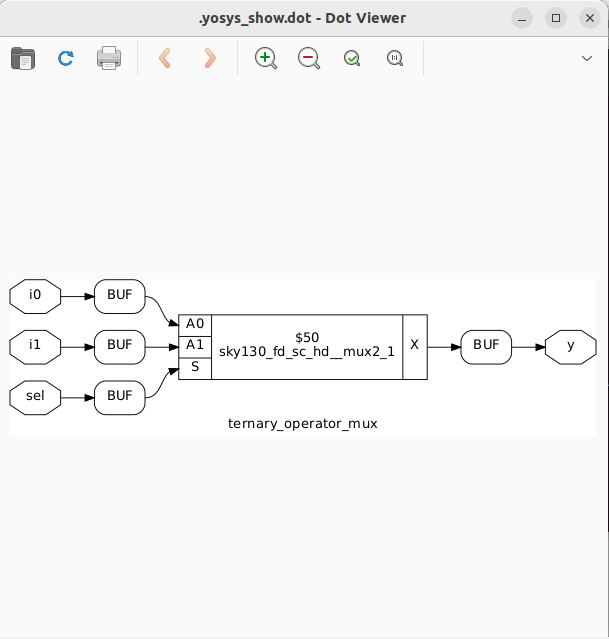 .yosys_show.dot - Dot Viewer
i0
BUF
i1
BUF
sel
BUF
A0
A1
S
$50
sky130_fd_sc_hd__mux2_1
X
BUF
y
ternary_operator_mux